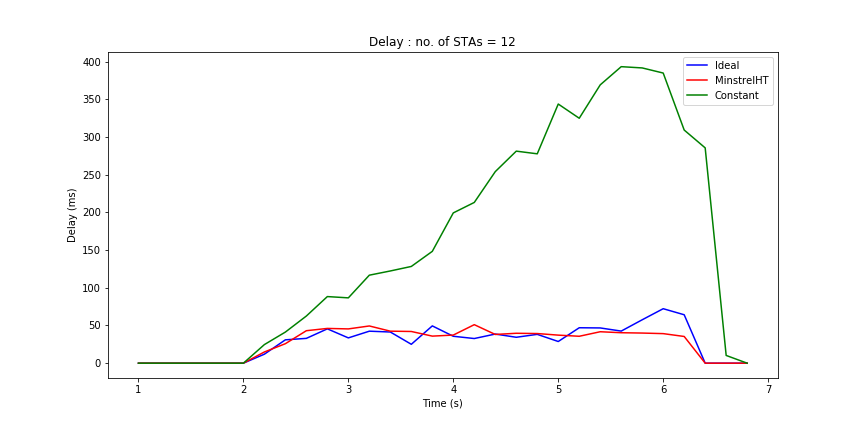 Delay : no. of STAs = 12
Ideal
MinstrelHT
Constant
Delay (ms)
400
350
300
250
200
150
100
50
0
1 2 3 4 5 6 7
Time (s)